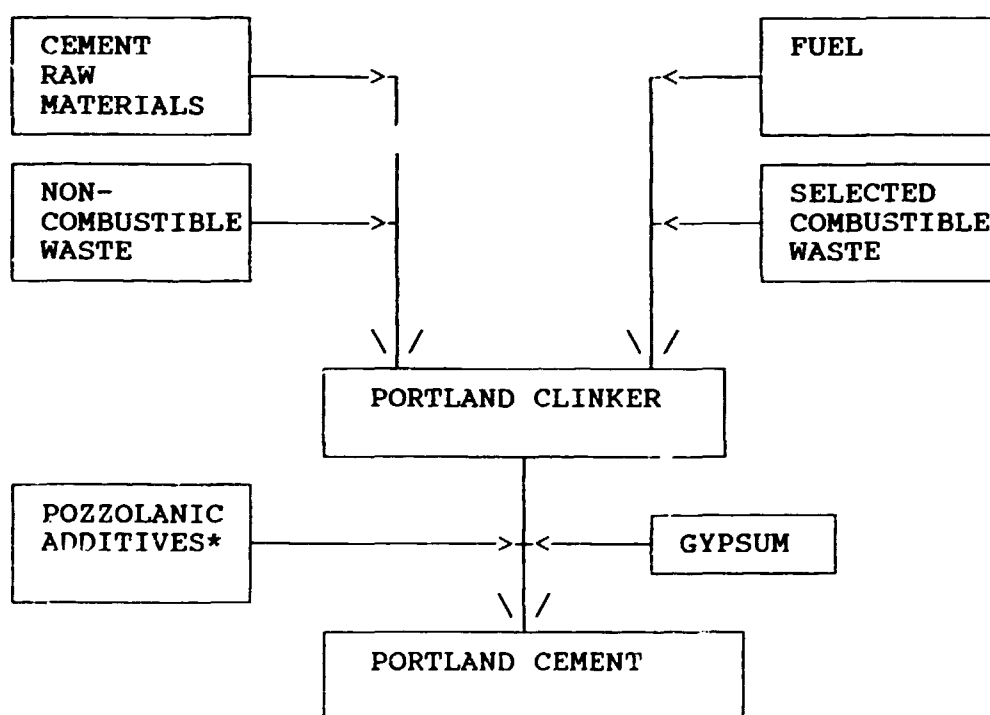 CEMENT
RAW
MATERIALS
FUEL
NON-
COMBUSTIBLE
WASTE
SELECTED
COMBUSTIBLE
WASTE
PORTLAND CLINKER
POZZOLANIC
ADDITIVES*
GYPSUM
PORTLAND CEMENT